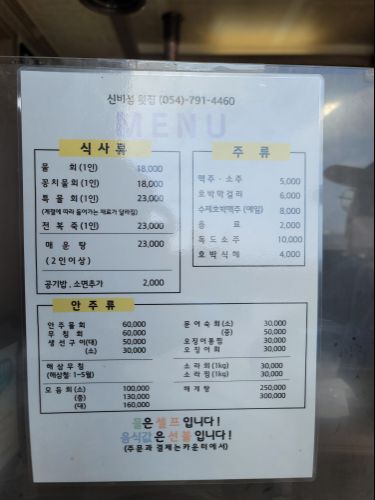 신비섬 횟집 (054)-791-4460
MENU
식 사 류
물 회 (1인) 18,000
꽁치물회 (1인) 18,000
특 물 회 (1인) 23,000
(계절에 따라 들어가는 재료가 달라짐)
전 복 죽 (1인) 23,000
매 운 탕 23,000
(2인이상)
공기밥 , 소면추가 2,000
주 류
맥주 · 소주 5,000
호박막걸리 6,000
수제호박맥주 (에일) 8,000
음 료 2,000
독 도 소 주 10,000
호 박 식 혜 4,000
안 주 류
안 주 물 회 60,000
무 침 회 60,000
생 선 구 이 (대) 50,000
(소) 30,000
해 삼 무 침 30,000
(해삼철: 1~5월)
모 듬 회 (소) 100,000
(중) 130,000
(대) 160,000
문 어 숙 회 (소) 30,000
(중) 50,000
오 징 어 통 찜 30,000
오 징 어 회 30,000
소 라 회 (1kg) 30,000
소 라 찜 (1kg) 30,000
해 계 탕 250,000
300,000
물은 셀프 입니다 !
음식값은 선불 입니다 !
(주문과 결제는 카운터에서)